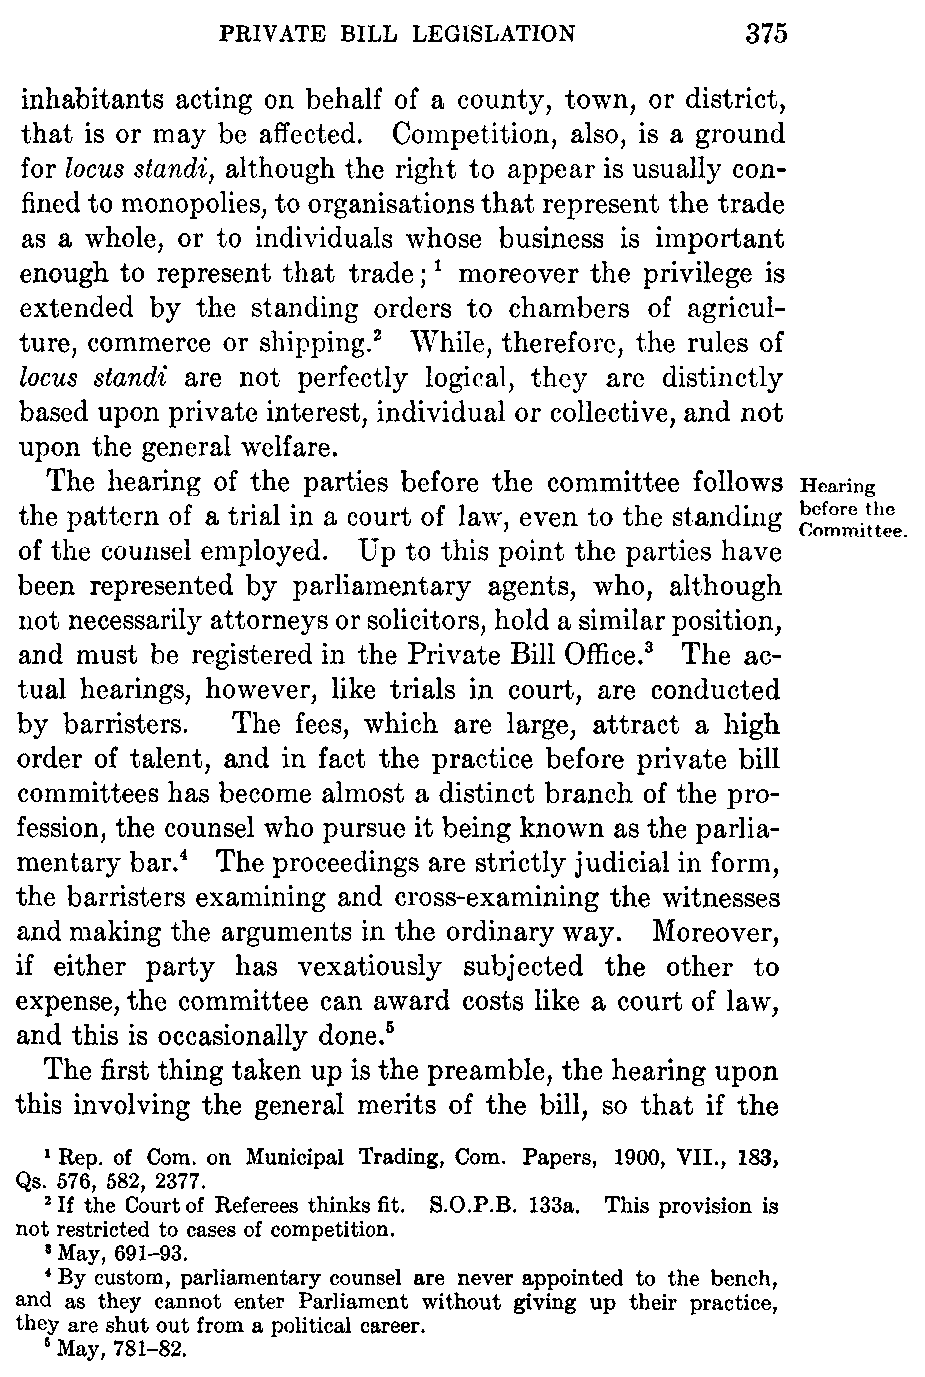 PRIVATE BILL LEGISLATION 375
inhabitants acting on behalf of a county, town, or district,
that is or may be affected. Competition, also, is a ground
for locus standi, although the right to appear is usually con-
fined to monopolies, to organisations that represent the trade
as a whole, or to individuals whose business is important
enough to represent that trade;¹ moreover the privilege is
extended by the standing orders to chambers of agricul-
ture, commerce or shipping.² While, therefore, the rules of
locus standi are not perfectly logical, they are distinctly
based upon private interest, individual or collective, and not
upon the general welfare.
The hearing of the parties before the committee follows
the pattern of a trial in a court of law, even to the standing
of the counsel employed. Up to this point the parties have
been represented by parliamentary agents, who, although
not necessarily attorneys or solicitors, hold a similar position,
and must be registered in the Private Bill Office.³ The ac-
tual hearings, however, like trials in court, are conducted
by barristers. The fees, which are large, attract a high
order of talent, and in fact the practice before private bill
committees has become almost a distinct branch of the pro-
fession, the counsel who pursue it being known as the parlia-
mentary bar.⁴ The proceedings are strictly judicial in form,
the barristers examining and cross-examining the witnesses
and making the arguments in the ordinary way. Moreover,
if either party has vexatiously subjected the other to
expense, the committee can award costs like a court of law,
and this is occasionally done.⁵
The first thing taken up is the preamble, the hearing upon
this involving the general merits of the bill, so that if the
Hearing
before the
Committee.
¹ Rep. of Com. on Municipal Trading, Com. Papers, 1900, VII., 183,
Qs. 576, 582, 2377.
² If the Court of Referees thinks fit. S.O.P.B. 133a. This provision is
not restricted to cases of competition.
³ May, 691–93.
⁴ By custom, parliamentary counsel are never appointed to the bench,
and as they cannot enter Parliament without giving up their practice,
they are shut out from a political career.
⁵ May, 781–82.